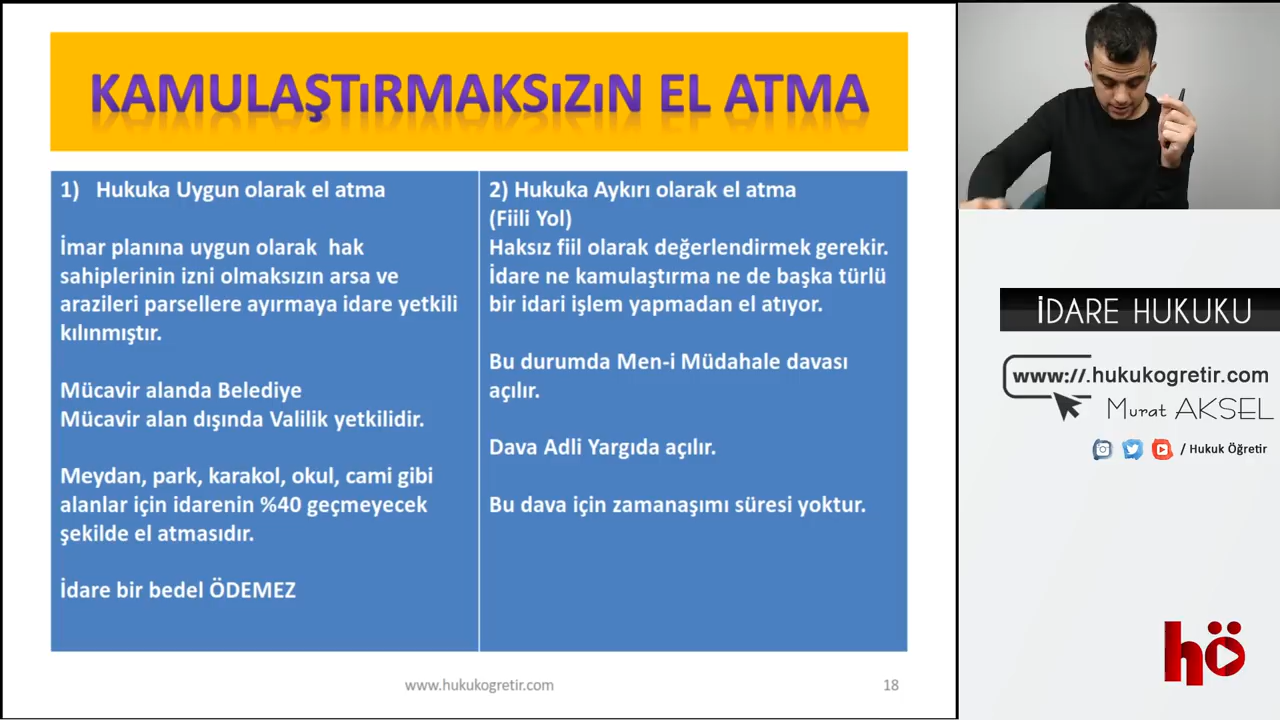 KAMULAŞTıRMAKSıZıN EL ATMA
1) Hukuka Uygun olarak el atma
İmar planına uygun olarak hak
sahiplerinin izni olmaksızın arsa ve
arazileri parsellere ayırmaya idare yetkili
kılınmıştır.
Mücavir alanda Belediye
Mücavir alan dışında Valilik yetkilidir.
Meydan, park, karakol, okul, cami gibi
alanlar için idarenin %40 geçmeyecek
şekilde el atmasıdır.
İdare bir bedel ÖDEMEZ
2) Hukuka Aykırı olarak el atma
(Fiili Yol)
Haksız fiil olarak değerlendirmek gerekir.
İdare ne kamulaştırma ne de başka türlü
bir idari işlem yapmadan el atıyor.
Bu durumda Men-i Müdahale davası
açılır.
Dava Adli Yargıda açılır.
Bu dava için zamanaşımı süresi yoktur.
www.hukukogretir.com
18
İDARE HUKUKU
www://.hukukogretir.com
Murat AKSEL
/ Hukuk Öğretir
hö